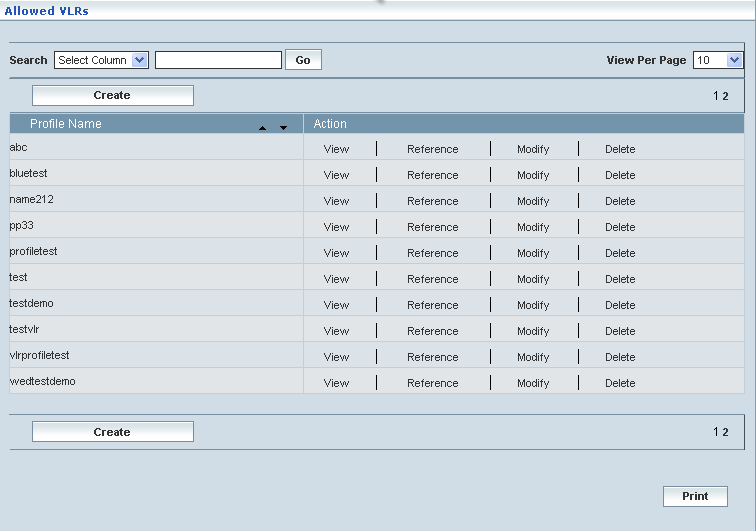 Allowed VLRs
Search Select Column Go View Per Page 10
Create 1 2
Profile Name Action
abc View Reference Modify Delete
bluetest View Reference Modify Delete
name212 View Reference Modify Delete
pp33 View Reference Modify Delete
profiletest View Reference Modify Delete
test View Reference Modify Delete
testdemo View Reference Modify Delete
testvlr View Reference Modify Delete
vlrprofiletest View Reference Modify Delete
wedtestdemo View Reference Modify Delete
Create 1 2
Print